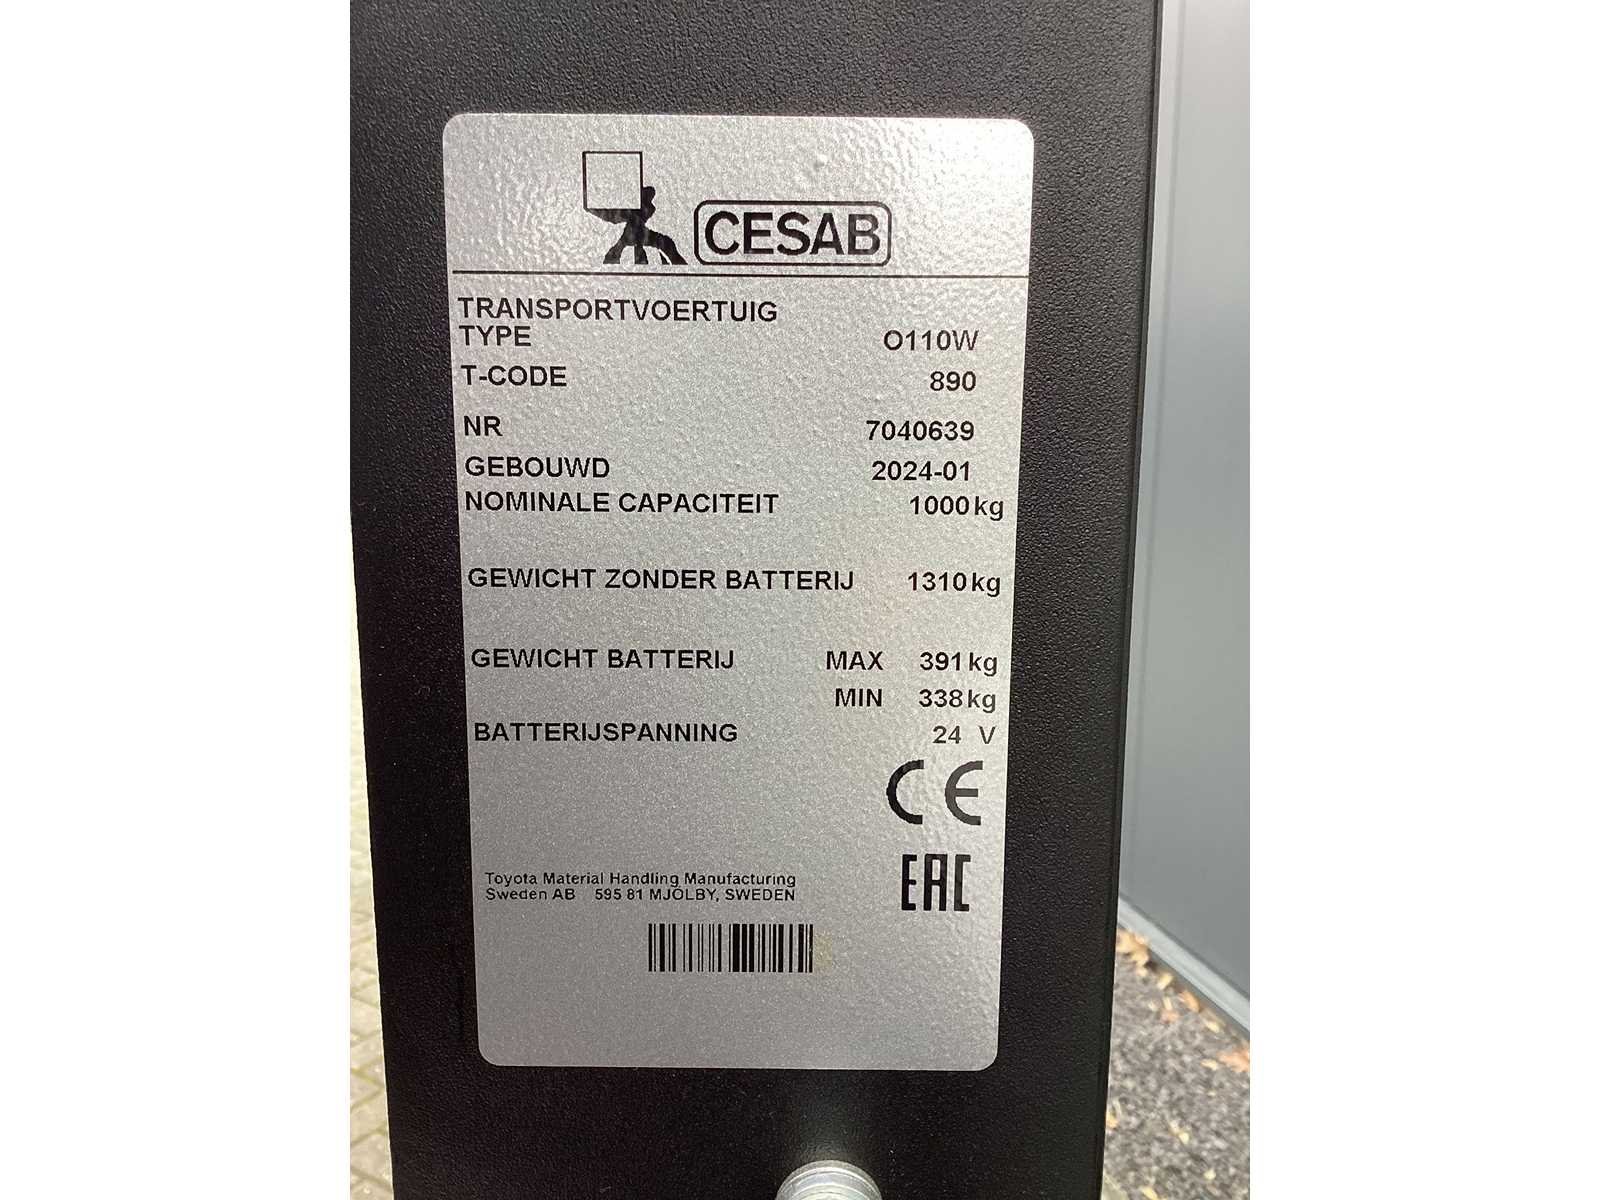 CESAB
TRANSPORTVOERTUIG
TYPE O110W
T-CODE 890
NR 7040639
GEBOUWD 2024-01
NOMINALE CAPACITEIT 1000 kg
GEWICHT ZONDER BATTERIJ 1310 kg
GEWICHT BATTERIJ MAX 391 kg
MIN 338 kg
BATTERIJSPANNING 24 V
CE
EAC
Toyota Material Handling Manufacturing
Sweden AB 595 81 MJÖLBY, SWEDEN